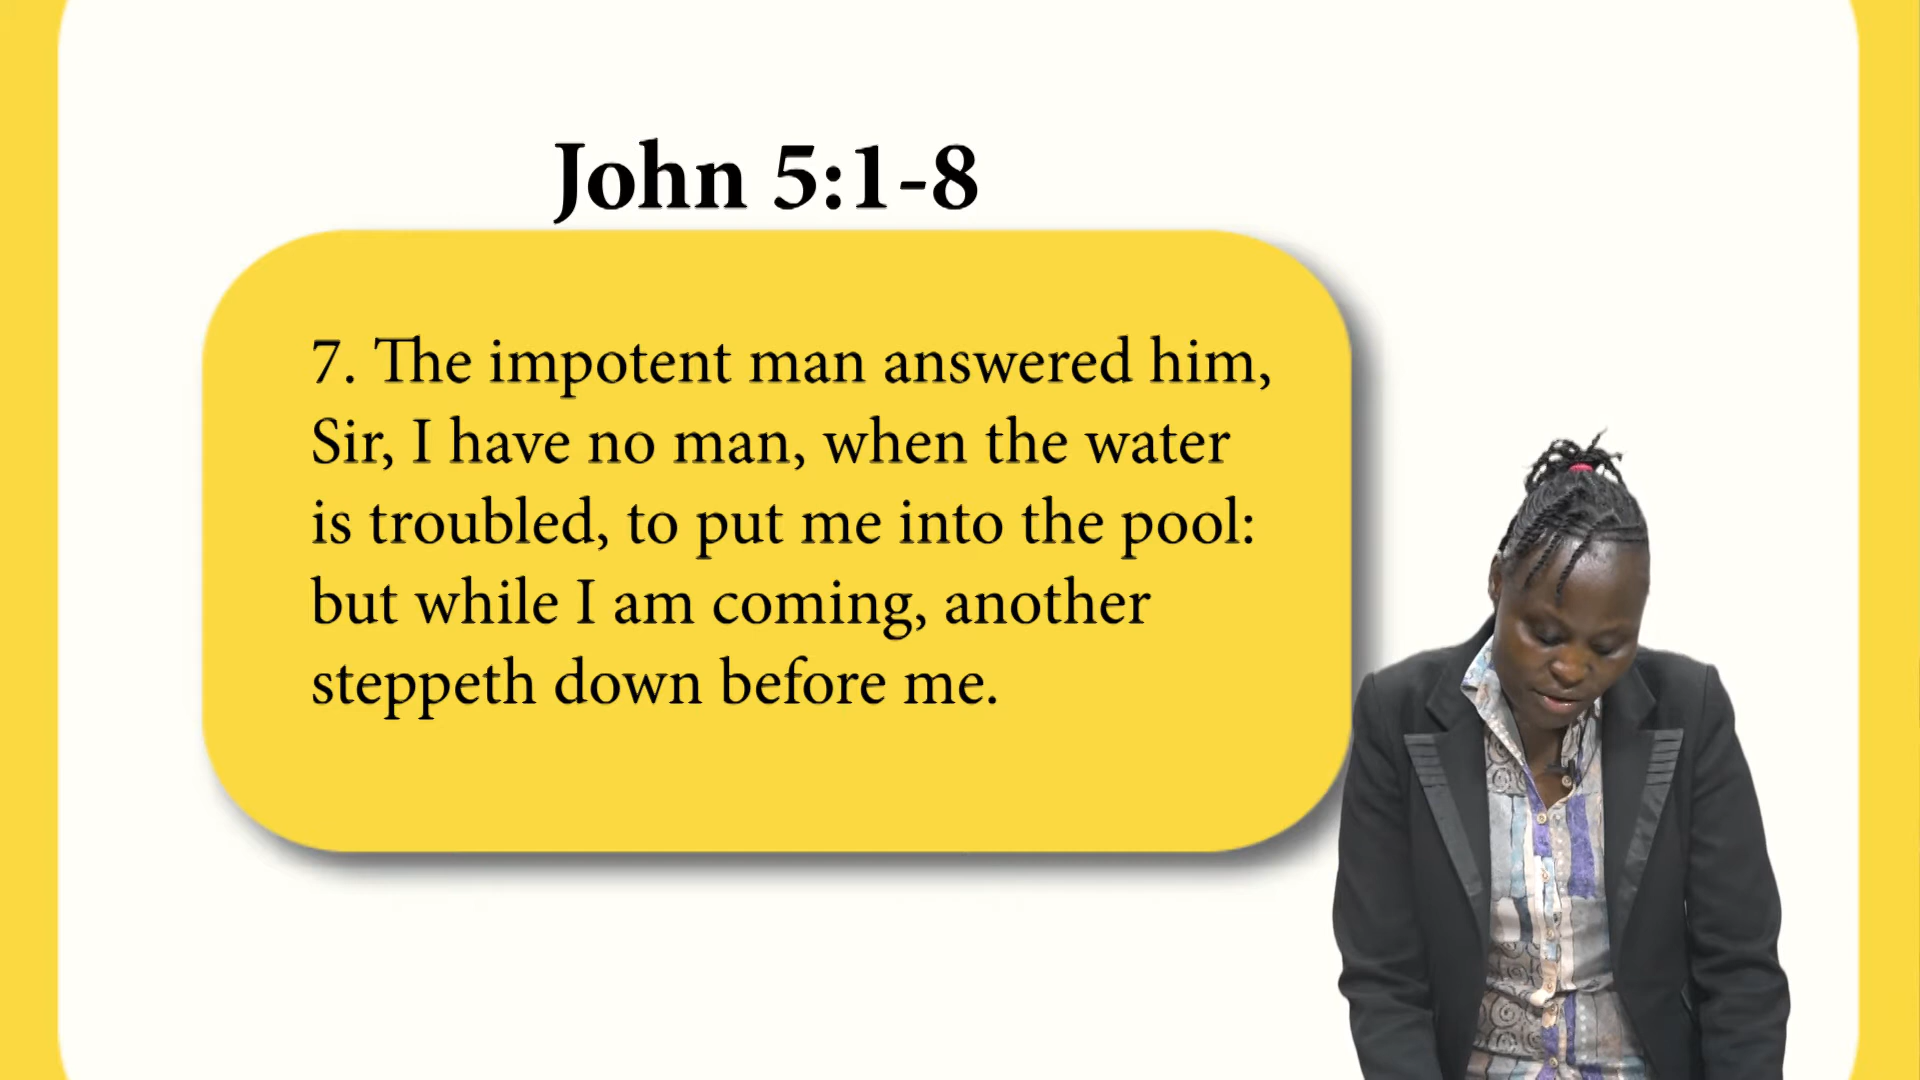 John 5:1-8
7. The impotent man answered him,
Sir, I have no man, when the water
is troubled, to put me into the pool:
but while I am coming, another
steppeth down before me.